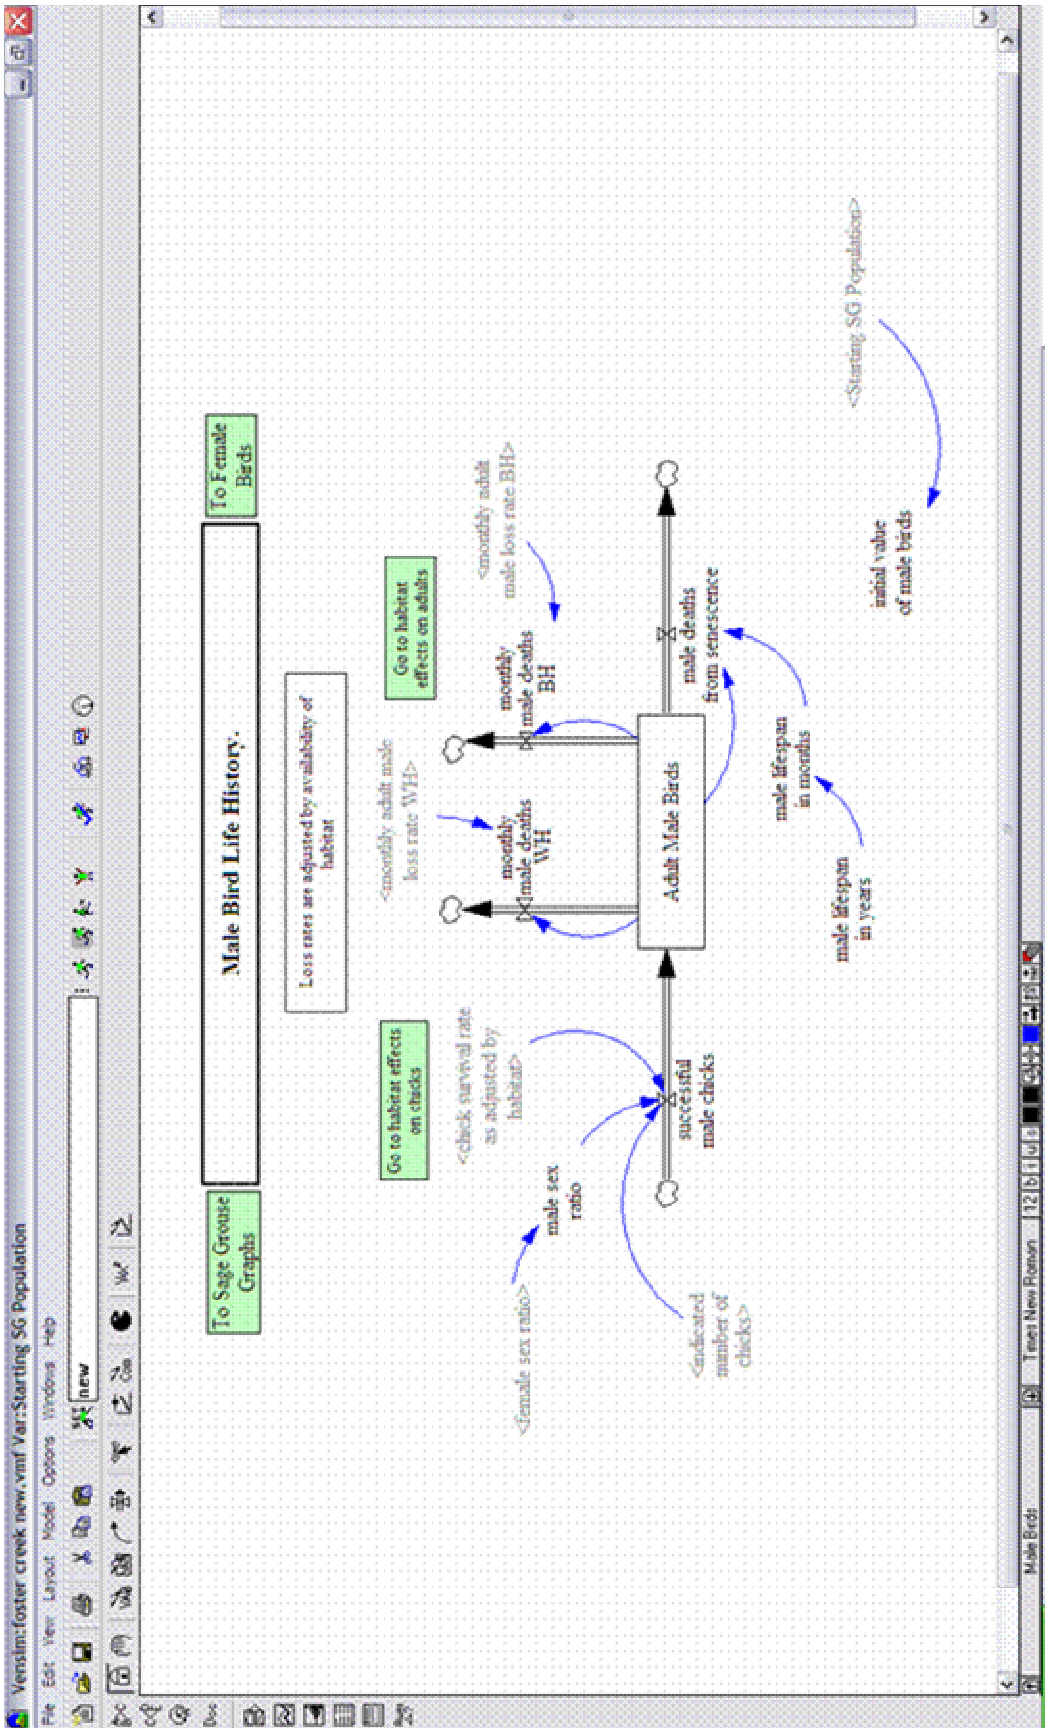 Vensim:foster creek new.vmf Var:Starting SG Population
File Edit View Layout Model Options Windows Help
SET
new
Doc
To Sage Grouse
Graphs
Male Bird Life History.
To Female
Birds
Loss rates are adjusted by availability of
habitat
Go to habitat effects
on chicks
Go to habitat
effects on adults
<monthly adult male
loss rate WH>
<monthly adult
male loss rate BH>
<chick survival rate
as adjusted by
habitat>
monthly
male deaths
WH
monthly
male deaths
BH
<female sex ratio>
male sex
ratio
<indicated
number of
chicks>
successful
male chicks
Adult Male Birds
male deaths
from senescence
male lifespan
in months
male lifespan
in years
<Starting SG Population>
initial value
of male birds
Male Birds
Times New Roman
12 b i u s